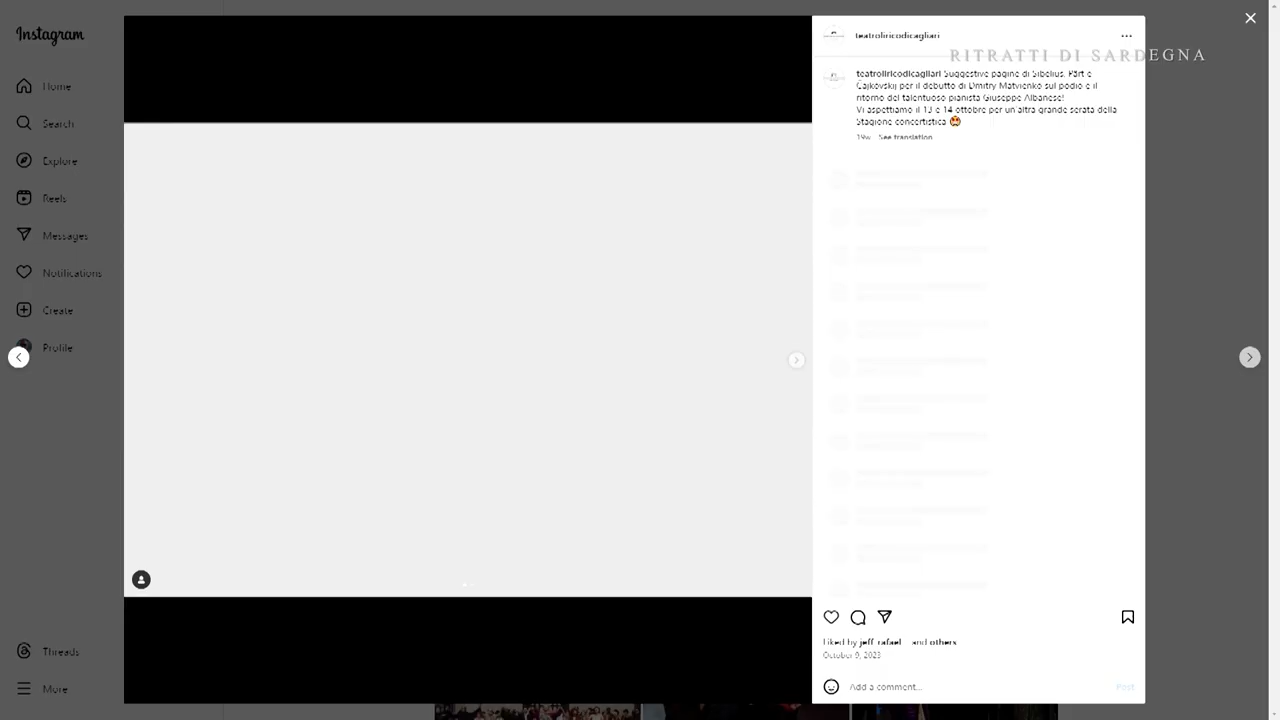 Instagram
Home
Search
Explore
Reels
Messages
Notifications
Create
Profile
Threads
More
teatroliricodicagliari
RITRATTI DI SARDEGNA
teatroliricodicagliari Suggestive pagine di Sibelius, Pärt e
Čajkovskij per il debutto di Dmitry Matvienko sul podio e il
ritorno del talentuoso pianista Giuseppe Albanese!
Vi aspettiamo il 13 e 14 ottobre per un'altra grande serata della
Stagione concertistica 🤩
19w See translation
Liked by jeff_rafael__ and others
October 9, 2023
Add a comment...
Post